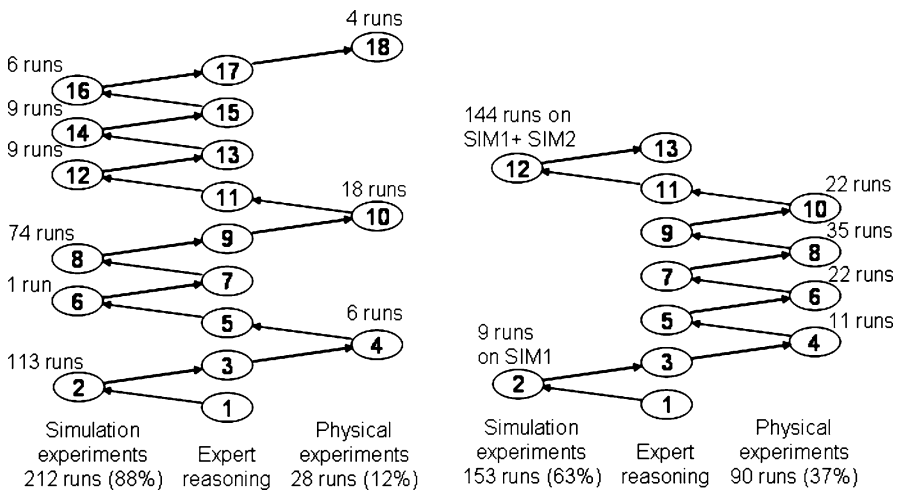 4 runs
18
6 runs
17
16
15
9 runs
14
13
9 runs
12
11
18 runs
10
9
74 runs
8
7
1 run
6
5
6 runs
4
3
113 runs
2
1
Simulation
experiments
212 runs (88%)
Expert
reasoning
Physical
experiments
28 runs (12%)
144 runs on
SIM1+ SIM2
13
12
11
22 runs
10
9
35 runs
8
7
22 runs
6
5
11 runs
4
9 runs
on SIM1
3
2
1
Simulation
experiments
153 runs (63%)
Expert
reasoning
Physical
experiments
90 runs (37%)